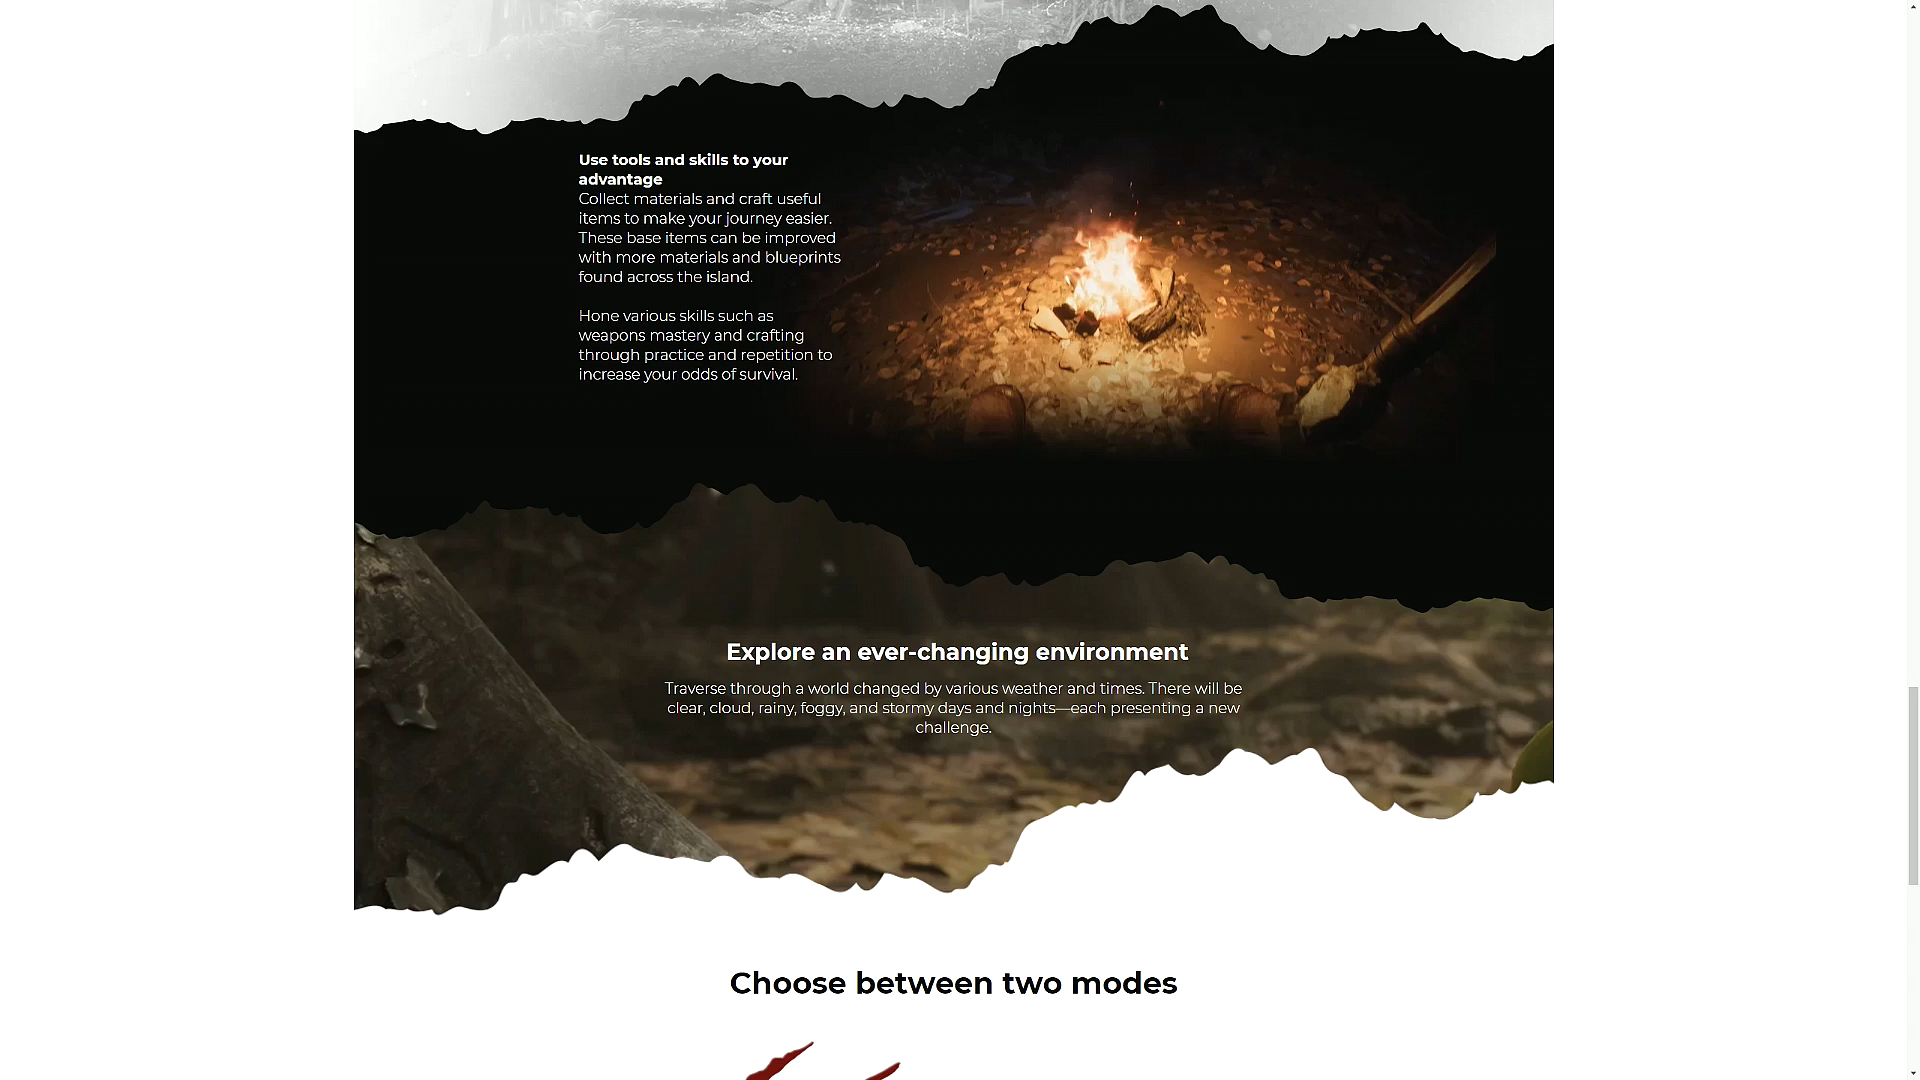 Use tools and skills to your
advantage
Collect materials and craft useful
items to make your journey easier.
These base items can be improved
with more materials and blueprints
found across the island.
Hone various skills such as
weapons mastery and crafting
through practice and repetition to
increase your odds of survival.
Explore an ever-changing environment
Traverse through a world changed by various weather and times. There will be
clear, cloud, rainy, foggy, and stormy days and nights—each presenting a new
challenge.
Choose between two modes